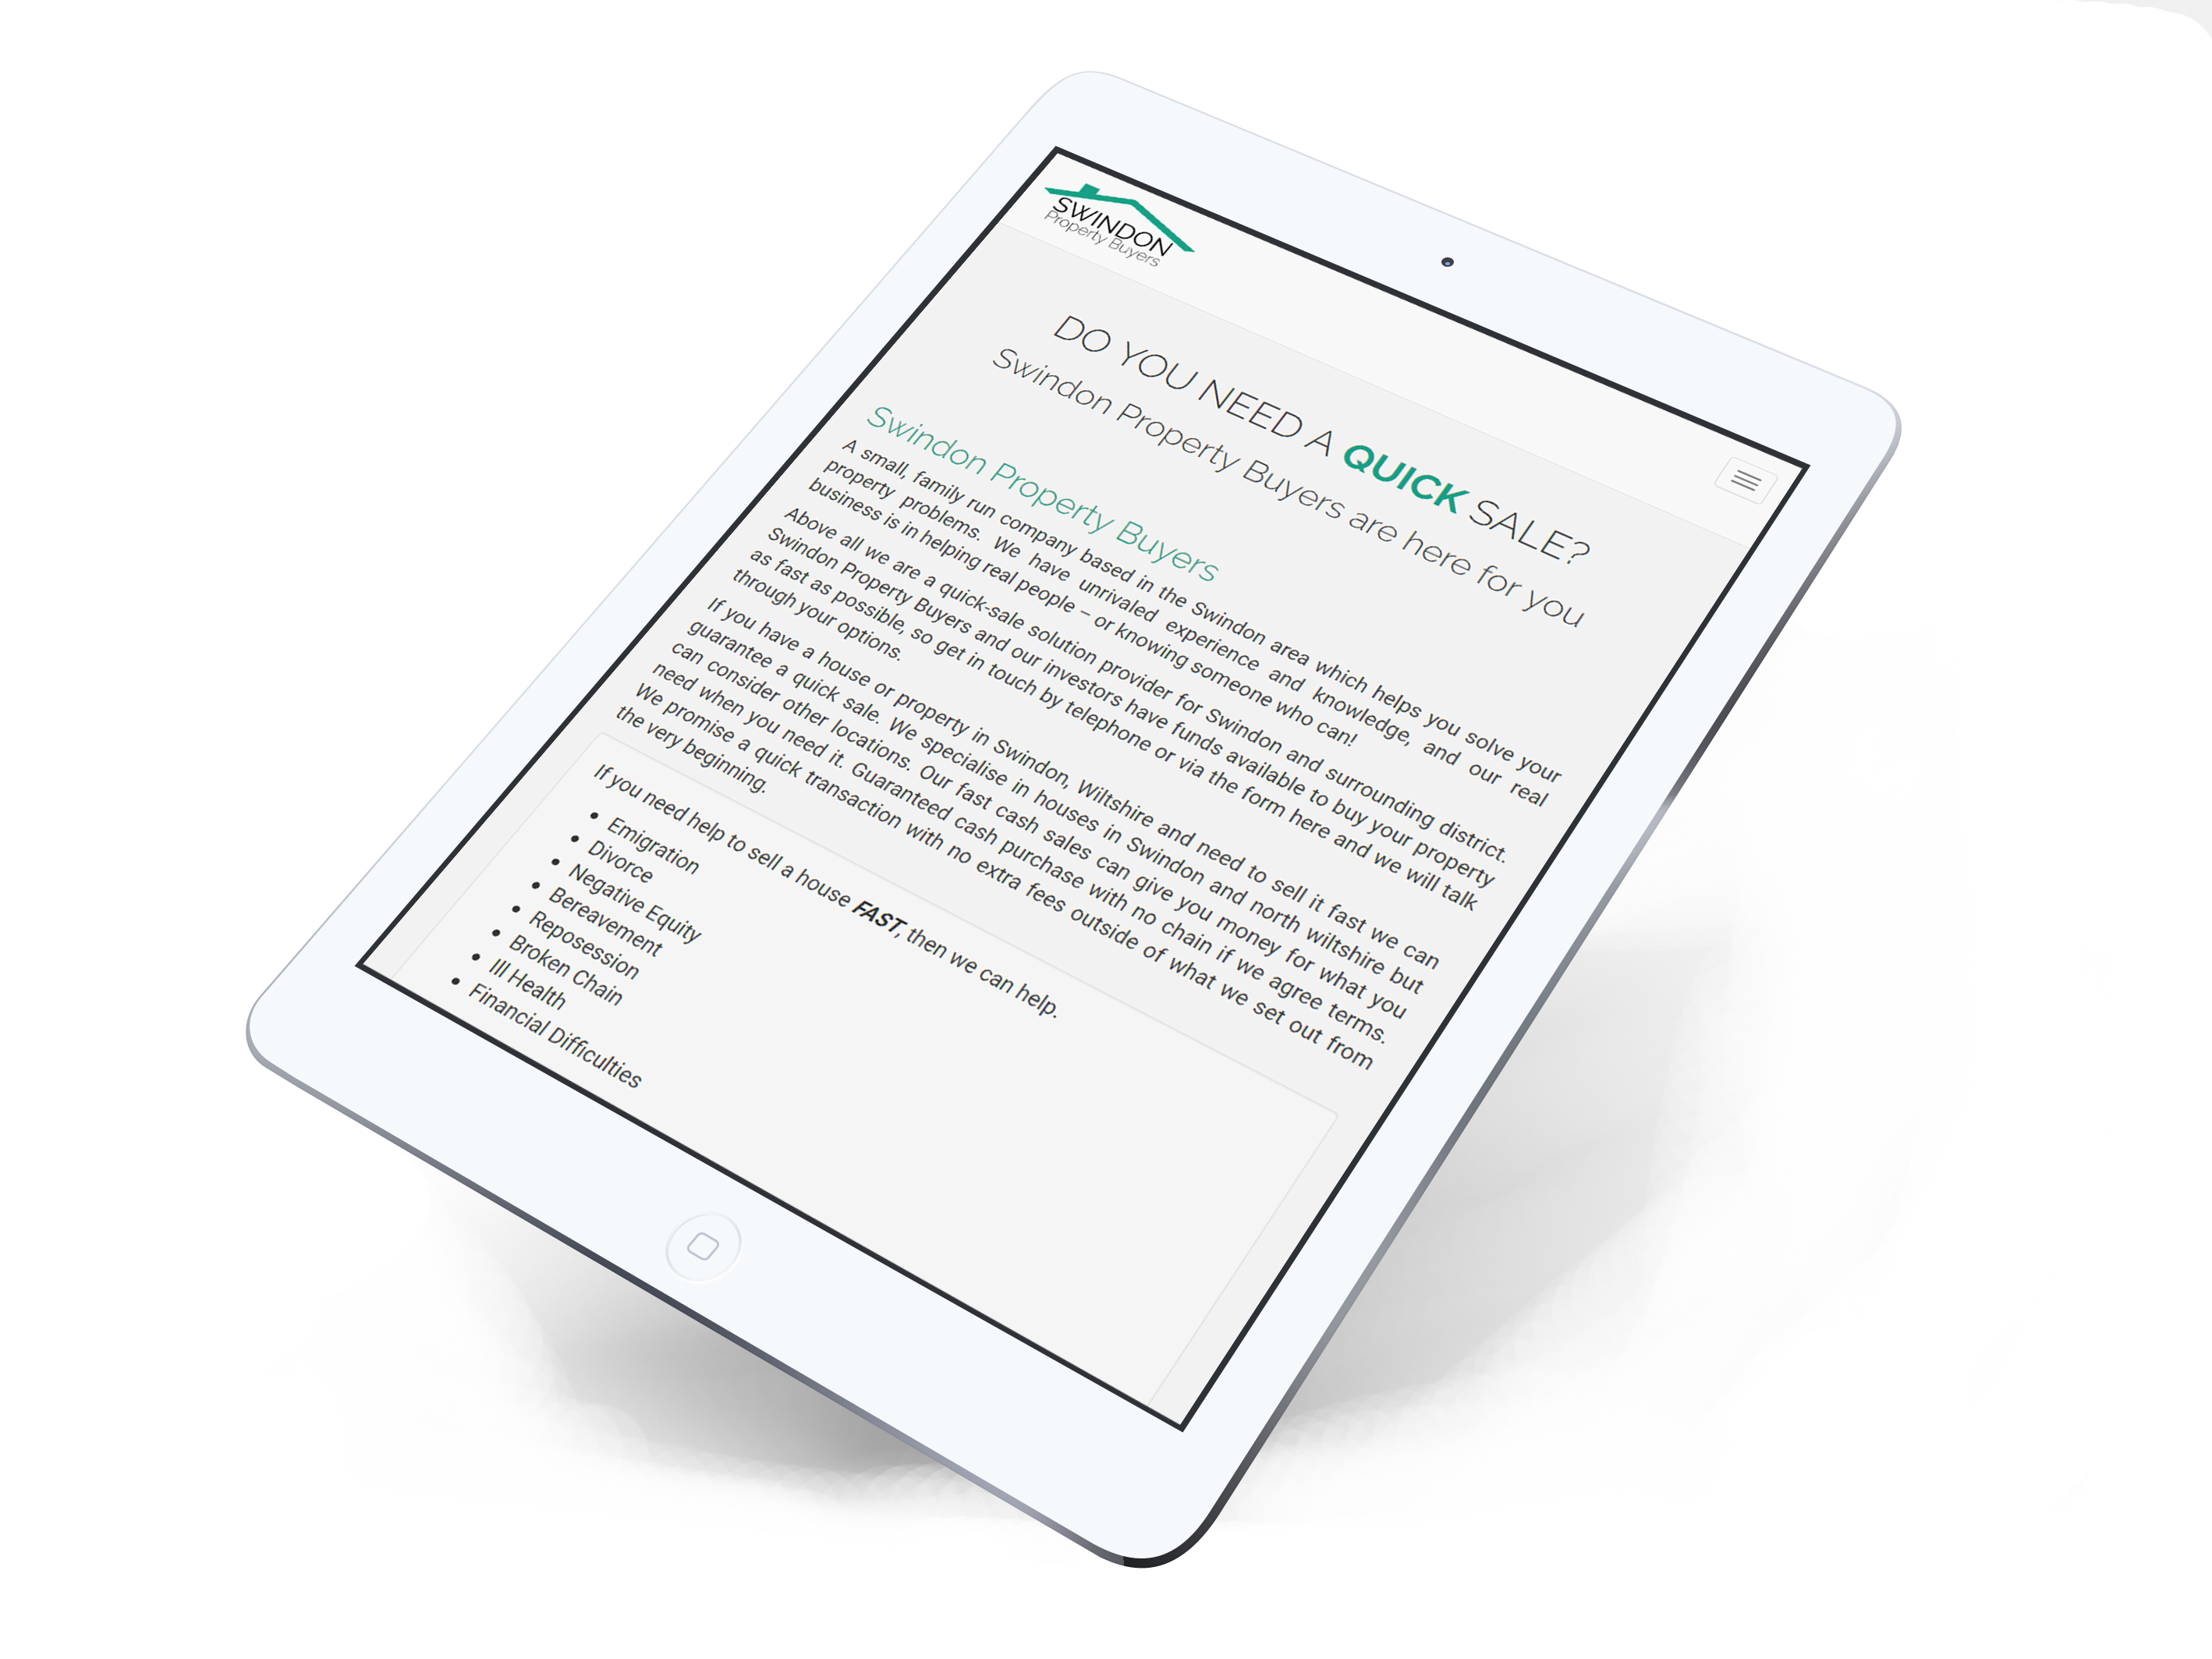 SWINDON
Property Buyers
DO YOU NEED A QUICK SALE?
Swindon Property Buyers are here for you
Swindon Property Buyers
A small, family run company based in the Swindon area which helps you solve your
property problems. We have unrivaled experience and knowledge, and our real
business is in helping real people – or knowing someone who can!
Above all we are a quick-sale solution provider for Swindon and surrounding district.
Swindon Property Buyers and our investors have funds available to buy your property
as fast as possible, so get in touch by telephone or via the form here and we will talk
through your options.
If you have a house or property in Swindon, Wiltshire and need to sell it fast we can
guarantee a quick sale. We specialise in houses in Swindon and north wiltshire but
can consider other locations. Our fast cash sales can give you money for what you
need when you need it. Guaranteed cash purchase with no chain if we agree terms.
We promise a quick transaction with no extra fees outside of what we set out from
the very beginning.
If you need help to sell a house FAST, then we can help.
• Emigration
• Divorce
• Negative Equity
• Bereavement
• Reposession
• Broken Chain
• Ill Health
• Financial Difficulties